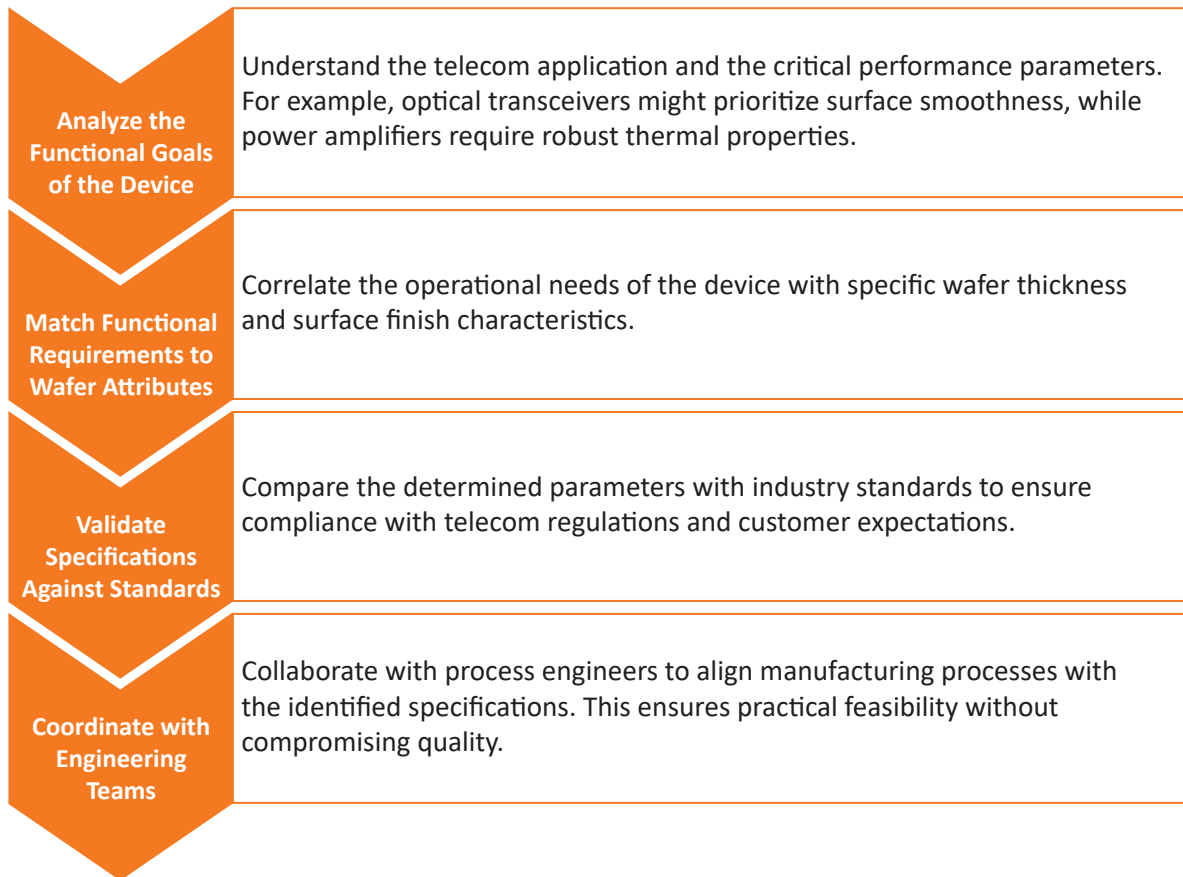 Analyze the
Functional Goals
of the Device
Understand the telecom application and the critical performance parameters.
For example, optical transceivers might prioritize surface smoothness, while
power amplifiers require robust thermal properties.
Match Functional
Requirements to
Wafer Attributes
Correlate the operational needs of the device with specific wafer thickness
and surface finish characteristics.
Validate
Specifications
Against Standards
Compare the determined parameters with industry standards to ensure
compliance with telecom regulations and customer expectations.
Coordinate with
Engineering
Teams
Collaborate with process engineers to align manufacturing processes with
the identified specifications. This ensures practical feasibility without
compromising quality.